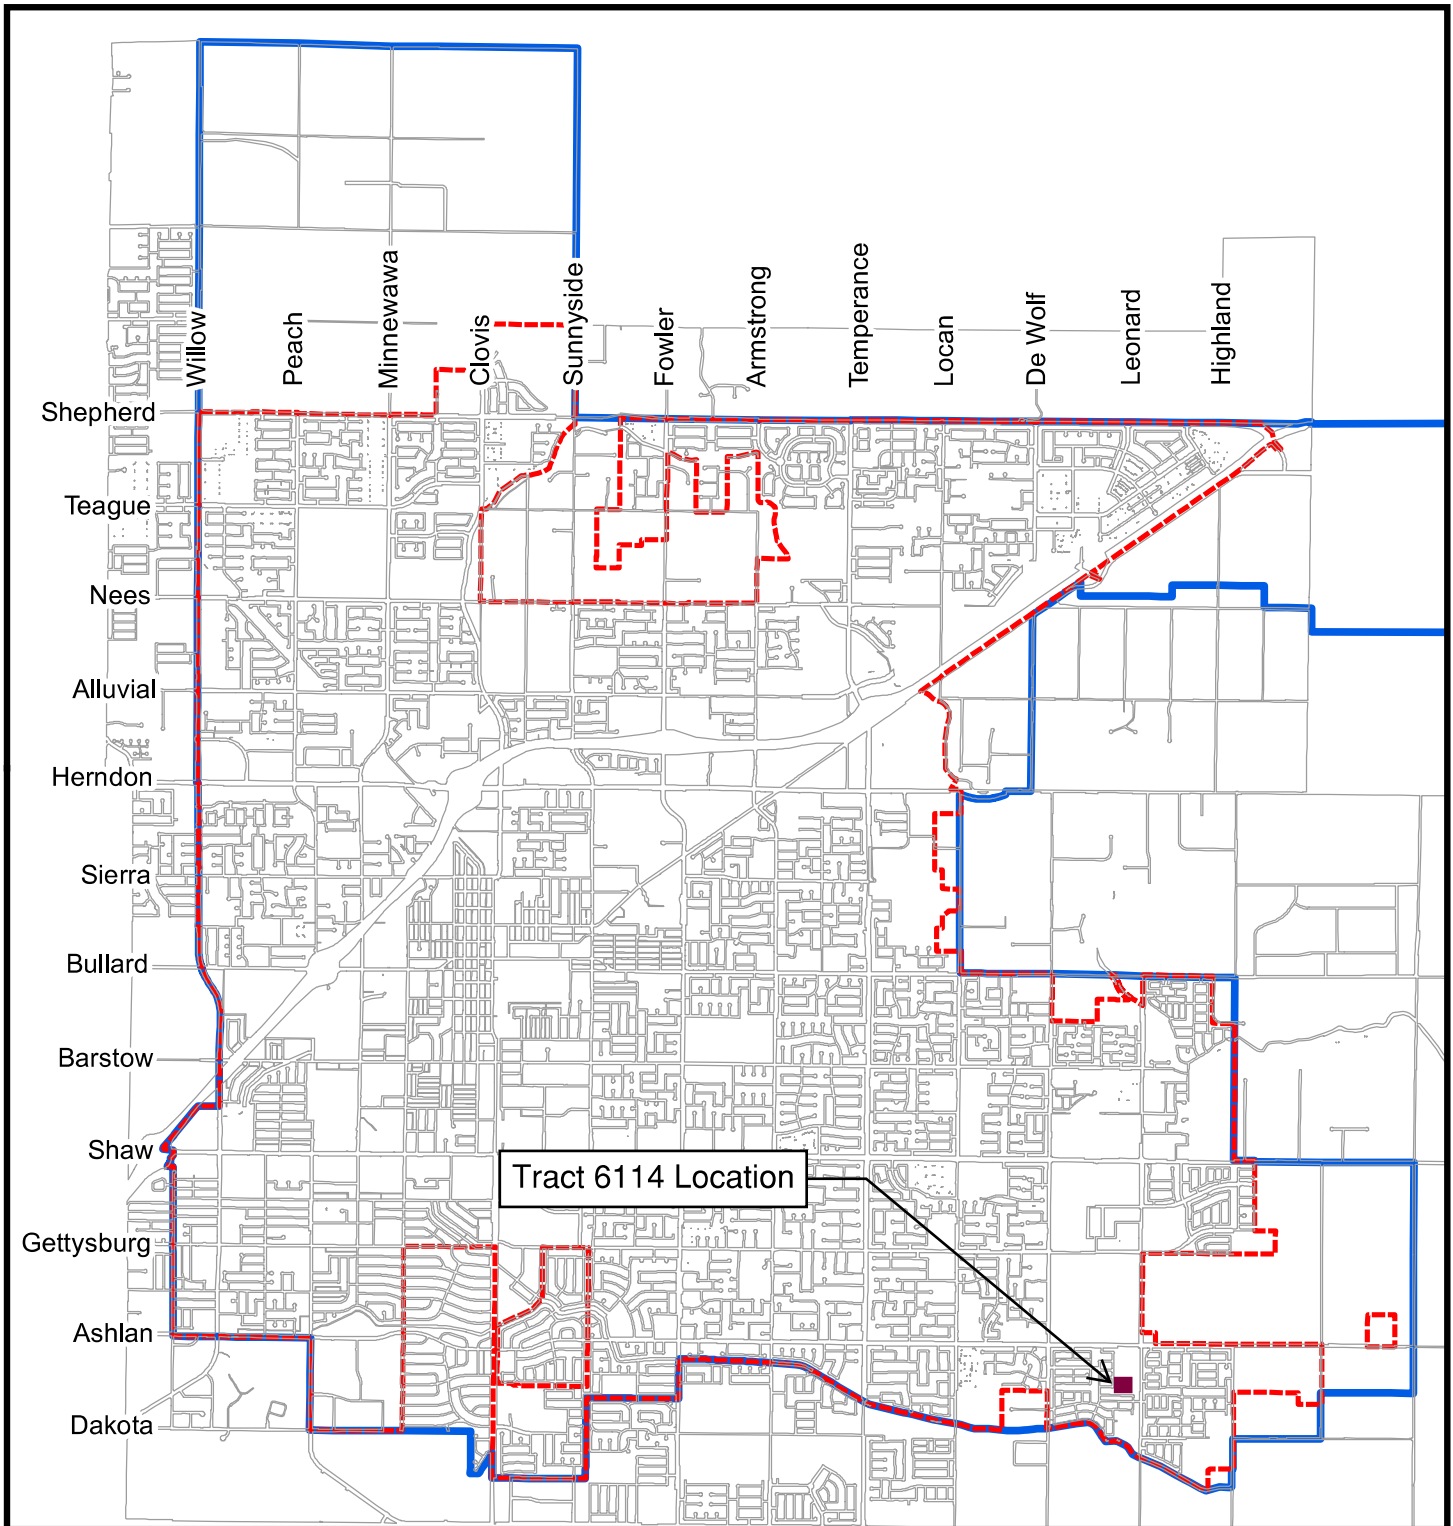 Willow
Peach
Minnewawa
Clovis
Sunnyside
Fowler
Armstrong
Temperance
Locan
De Wolf
Leonard
Highland
Shepherd
Teague
Nees
Alluvial
Herndon
Sierra
Bullard
Barstow
Shaw
Tract 6114 Location
Gettysburg
Ashlan
Dakota